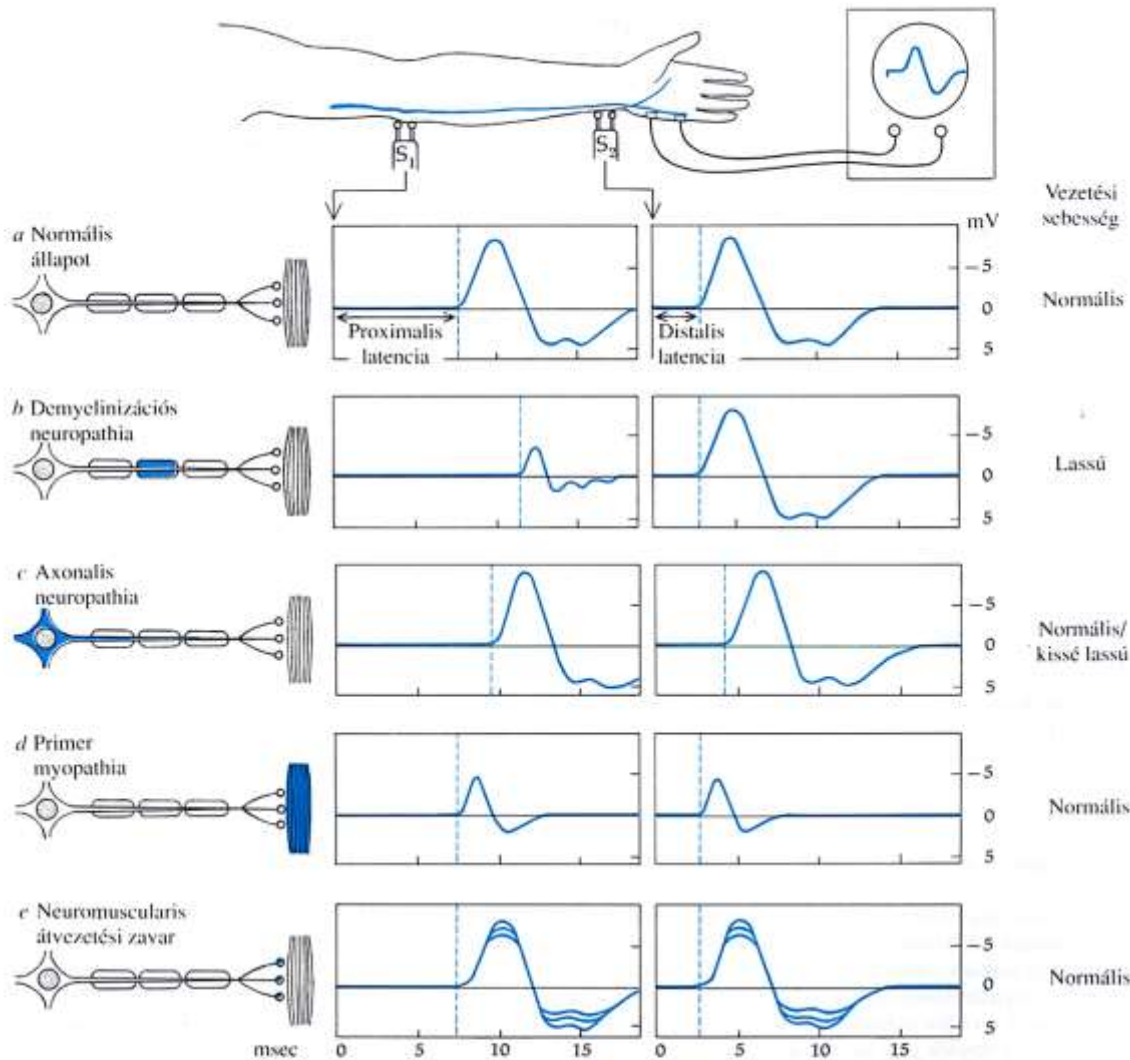 S1
S2
Vezetési
sebesség
mV
a Normális
állapot
−5
0
5
Proximalis
latencia
Distalis
latencia
Normális
b Demyelinizációs
neuropathia
−5
0
5
Lassú
c Axonalis
neuropathia
−5
0
5
Normális/
kissé lassú
d Primer
myopathia
−5
0
5
Normális
e Neuromuscularis
átvezetési zavar
−5
0
5
Normális
msec 0 5 10 15 0 5 10 15